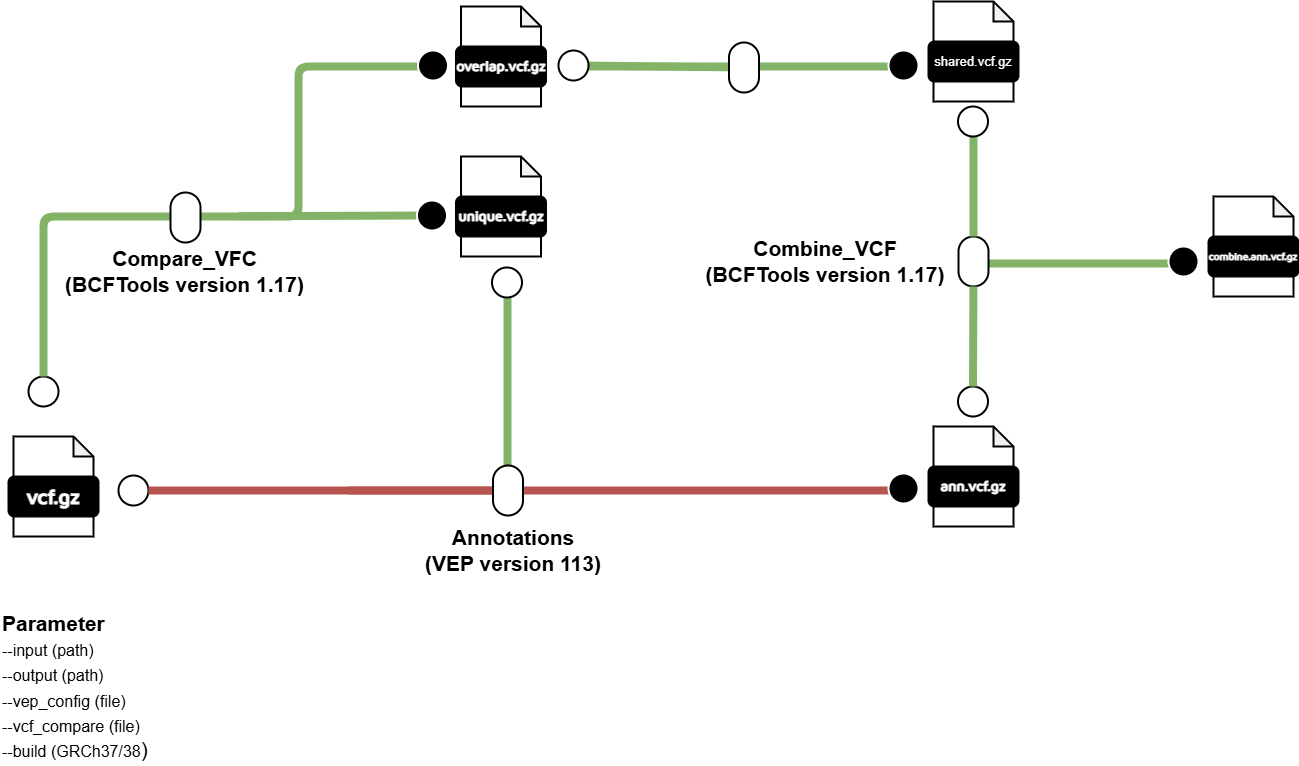 overlap.vcf.gz
shared.vcf.gz
unique.vcf.gz
Compare_VFC
(BCFTools version 1.17)
Combine_VCF
(BCFTools version 1.17)
combine.ann.vcf.gz
vcf.gz
ann.vcf.gz
Annotations
(VEP version 113)
Parameter
--input (path)
--output (path)
--vep_config (file)
--vcf_compare (file)
--build (GRCh37/38)